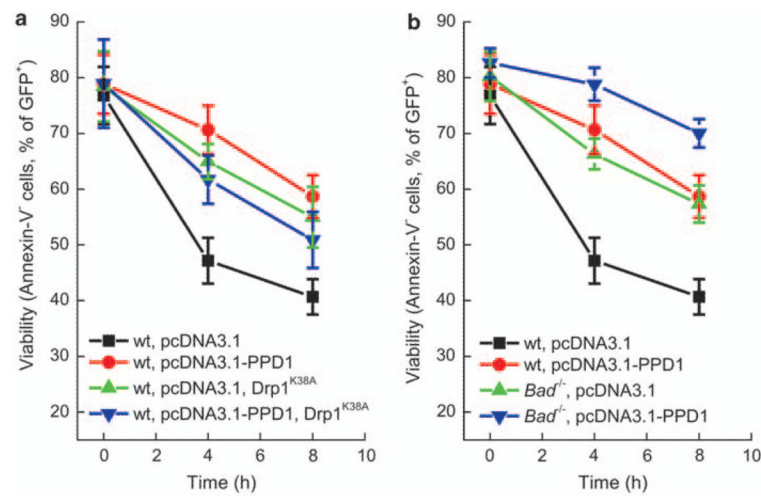 a
90
80
70
60
50
40
30
20
Viability (Annexin-V⁻ cells, % of GFP⁺)
wt, pcDNA3.1
wt, pcDNA3.1-PPD1
wt, pcDNA3.1, Drp1ᴷ³⁸ᴬ
wt, pcDNA3.1-PPD1, Drp1ᴷ³⁸ᴬ
0 2 4 6 8 10
Time (h)
b
90
80
70
60
50
40
30
20
Viability (Annexin-V⁻ cells, % of GFP⁺)
wt, pcDNA3.1
wt, pcDNA3.1-PPD1
Bad⁻/⁻, pcDNA3.1
Bad⁻/⁻, pcDNA3.1-PPD1
0 2 4 6 8 10
Time (h)